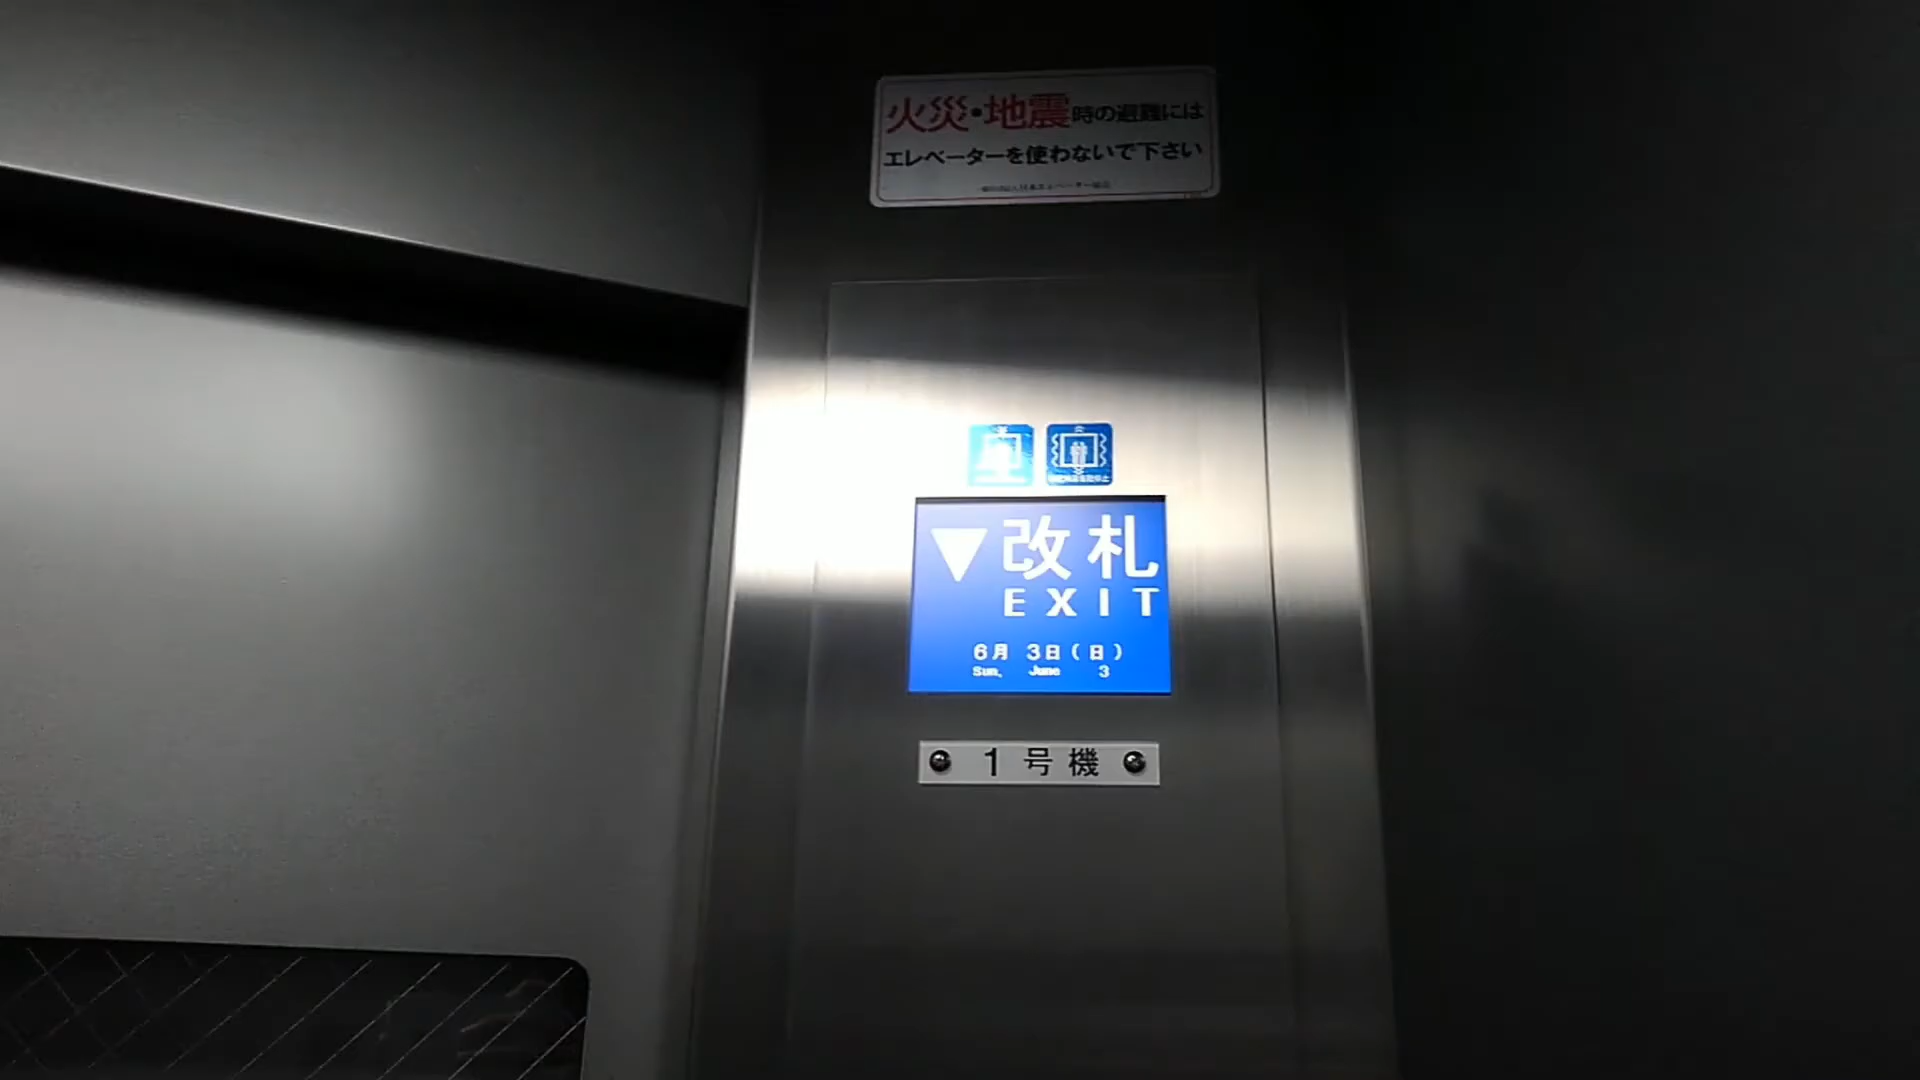 火災・地震時の避難には
エレベーターを使わないで下さい
▼改札
EXIT
6月 3日(日)
Sun, June 3
1号機